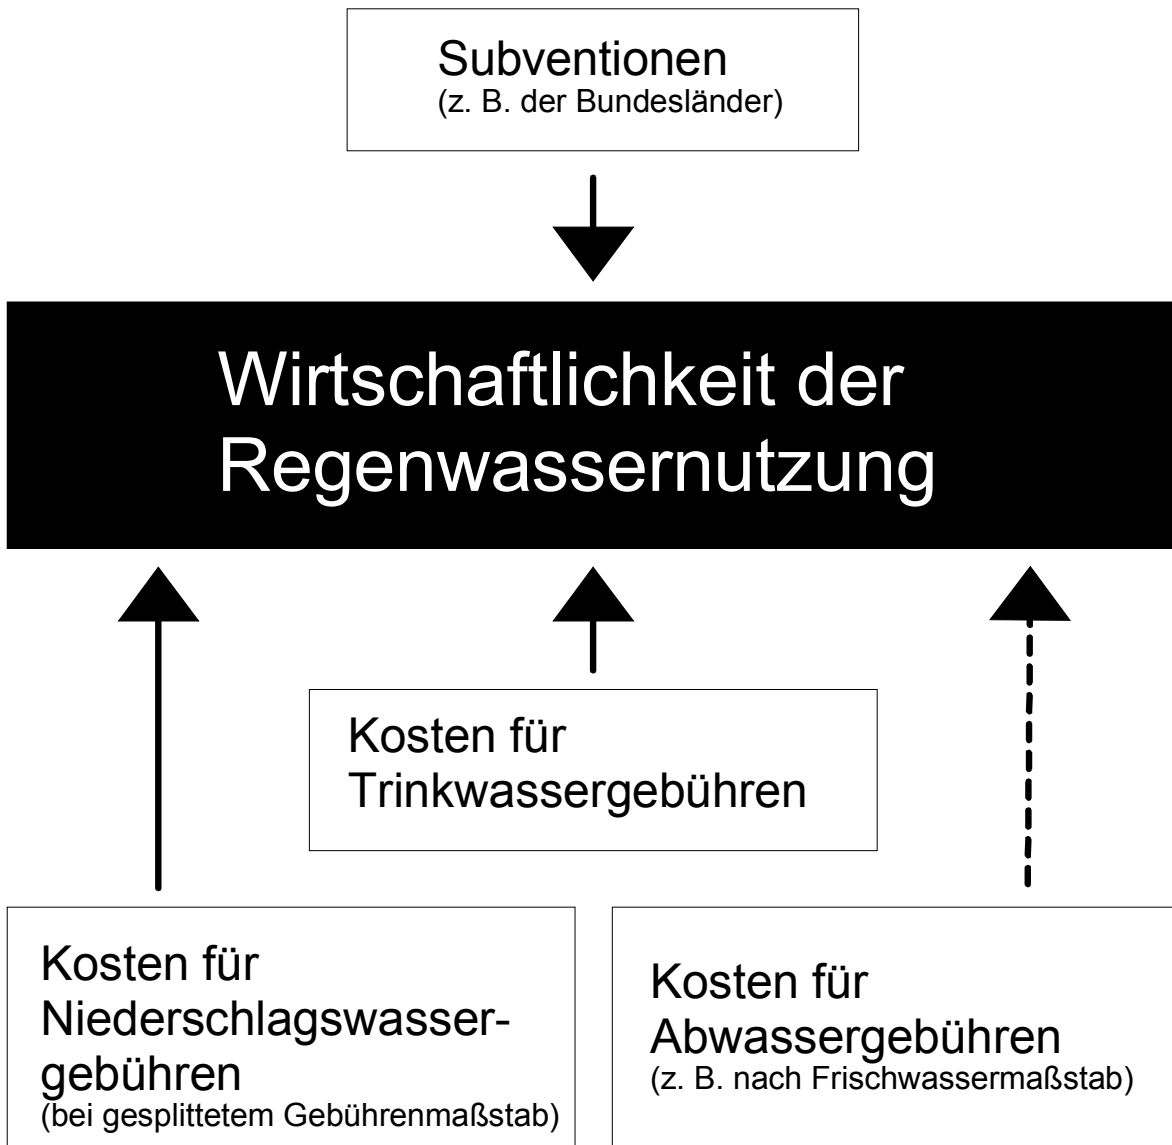 Subventionen
(z. B. der Bundesländer)
Wirtschaftlichkeit der
Regenwassernutzung
Kosten für
Trinkwassergebühren
Kosten für
Niederschlagswasser-
gebühren
(bei gesplittetem Gebührenmaßstab)
Kosten für
Abwassergebühren
(z. B. nach Frischwassermaßstab)